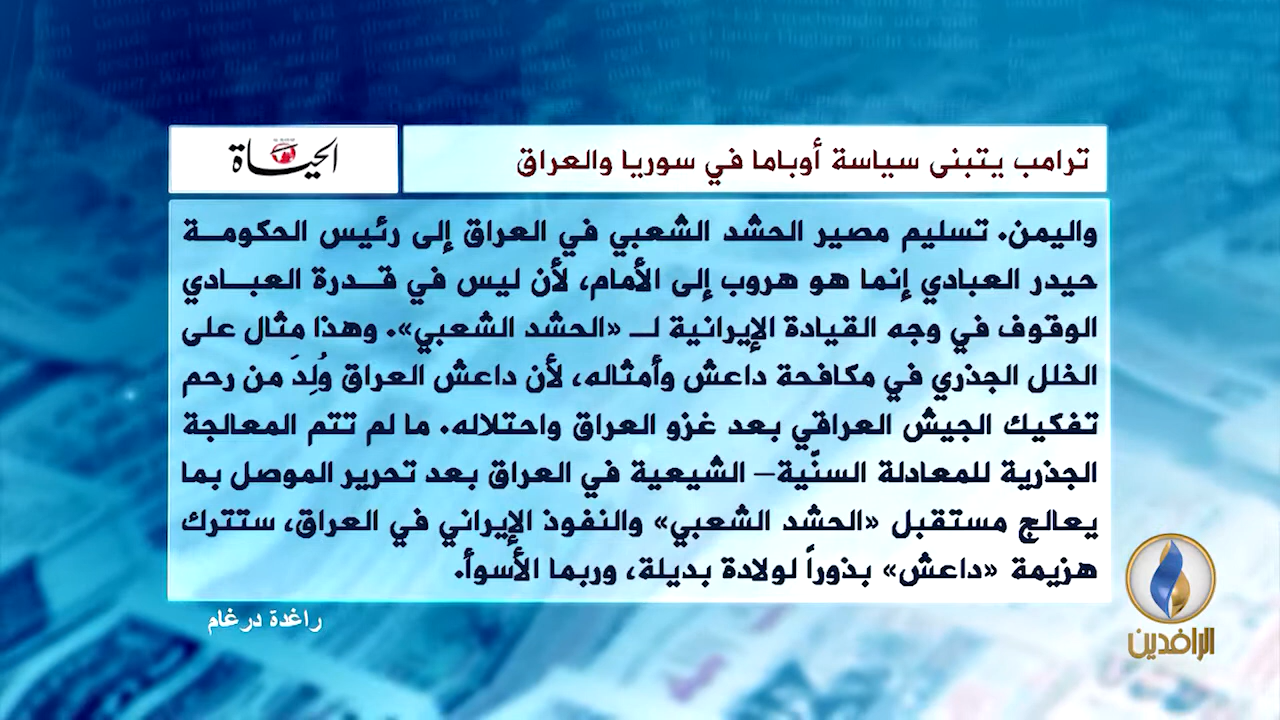 ترامب يتبنى سياسة أوباما في سوريا والعراق
الحياة
واليمن. تسليم مصير الحشد الشعبي في العراق إلى رئيس الحكومــة
حيدر العبادي إنما هو هروب إلى الأمام، لأن ليس في قــدرة العبــادي
الوقوف في وجه القيادة الإيرانية لــ «الحشد الشعبي». وهذا مثال على
الخلل الجذري في مكافحة داعش وأمثاله، لأن داعش العراق وُلِدَ من رحم
تفكيك الجيش العراقي بعد غزو العراق واحتلاله. ما لم تتم المعالجة
الجذرية للمعادلة السنّية– الشيعية في العراق بعد تحرير الموصل بما
يعالج مستقبل «الحشد الشعبي» والنفوذ الإيراني في العراق، ستترك
هزيمة «داعش» بذوراً لولادة بديلة، وربما الأسوأ.
راغدة درغام
الرافدين